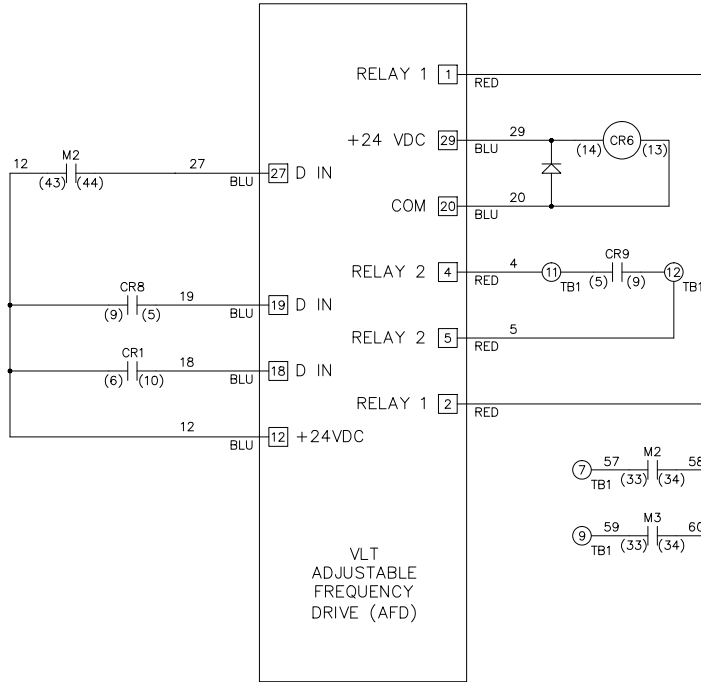 RELAY 1 1
RED
+24 VDC 29 29
BLU
(14) CR6 (13)
12 M2 27
(43) (44) BLU
27 D IN
COM 20 20
BLU
RELAY 2 4 4
RED
11 TB1
CR9
(5) (9)
12 TB1
CR8 19
(9) (5) BLU
19 D IN
RELAY 2 5 5
RED
CR1 18
(6) (10) BLU
18 D IN
RELAY 1 2
RED
12
BLU
12 +24VDC
7 57 M2 58
TB1 (33) (34)
9 59 M3 60
TB1 (33) (34)
VLT
ADJUSTABLE
FREQUENCY
DRIVE (AFD)